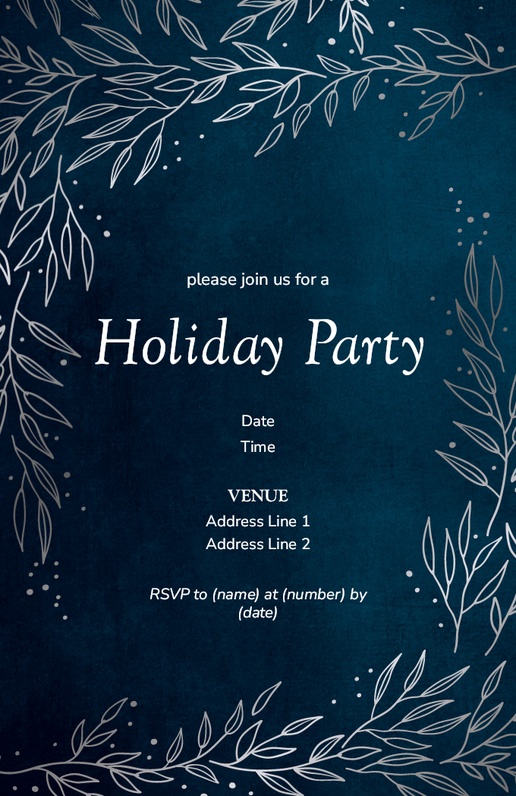 please join us for a
Holiday Party
Date
Time
VENUE
Address Line 1
Address Line 2
RSVP to (name) at (number) by
(date)